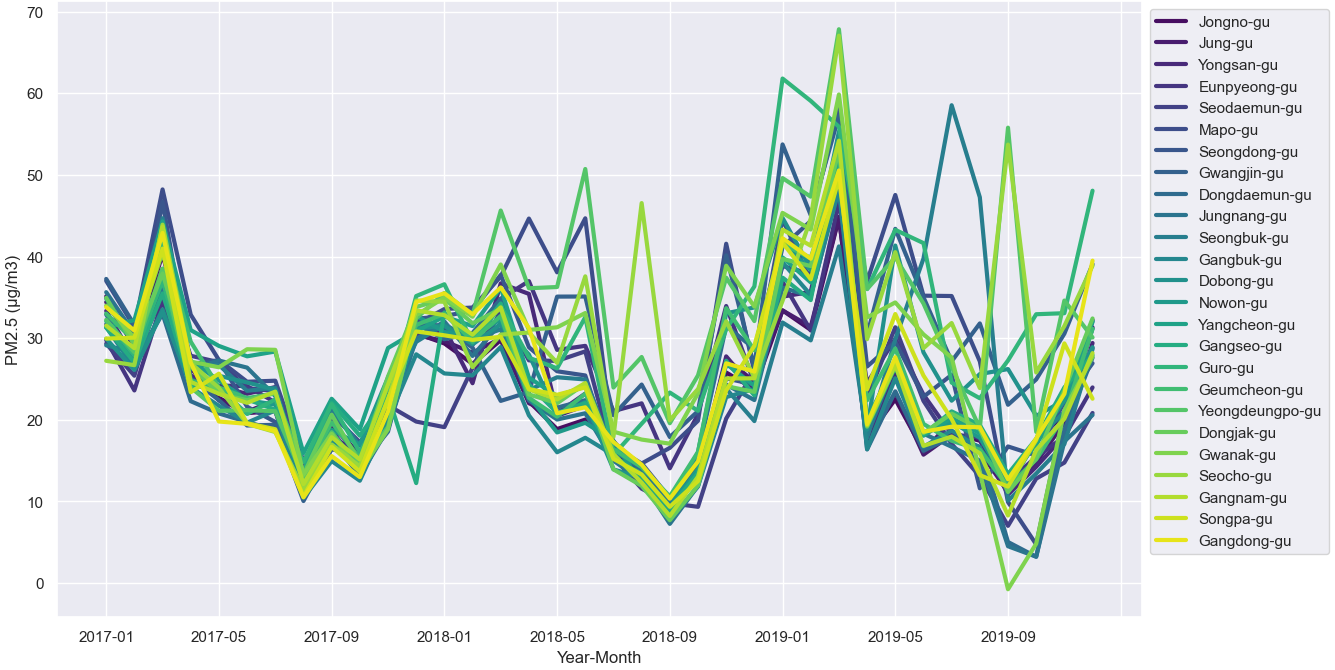 70
60
50
40
30
20
10
0
PM2.5 (µg/m3)
2017-01
2017-05
2017-09
2018-01
2018-05
2018-09
2019-01
2019-05
2019-09
Year-Month
Jongno-gu
Jung-gu
Yongsan-gu
Eunpyeong-gu
Seodaemun-gu
Mapo-gu
Seongdong-gu
Gwangjin-gu
Dongdaemun-gu
Jungnang-gu
Seongbuk-gu
Gangbuk-gu
Dobong-gu
Nowon-gu
Yangcheon-gu
Gangseo-gu
Guro-gu
Geumcheon-gu
Yeongdeungpo-gu
Dongjak-gu
Gwanak-gu
Seocho-gu
Gangnam-gu
Songpa-gu
Gangdong-gu